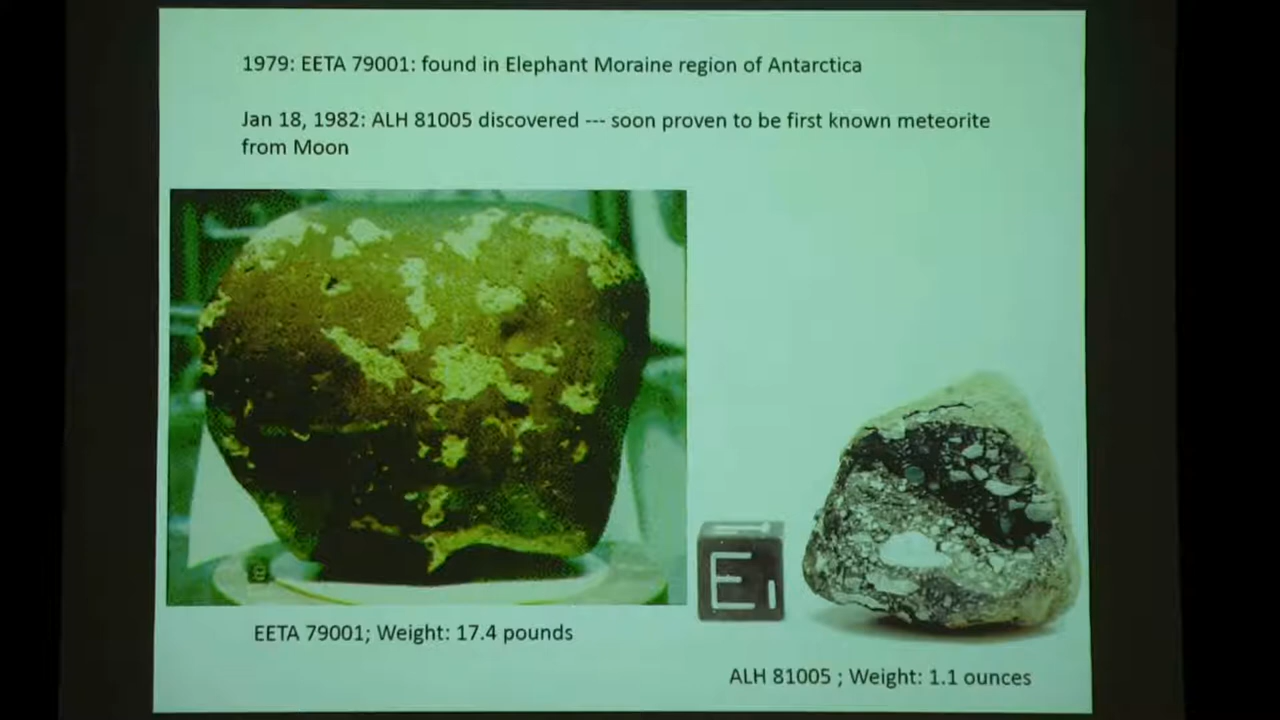 1979: EETA 79001: found in Elephant Moraine region of Antarctica
Jan 18, 1982: ALH 81005 discovered --- soon proven to be first known meteorite
from Moon
E
EETA 79001; Weight: 17.4 pounds
ALH 81005 ; Weight: 1.1 ounces